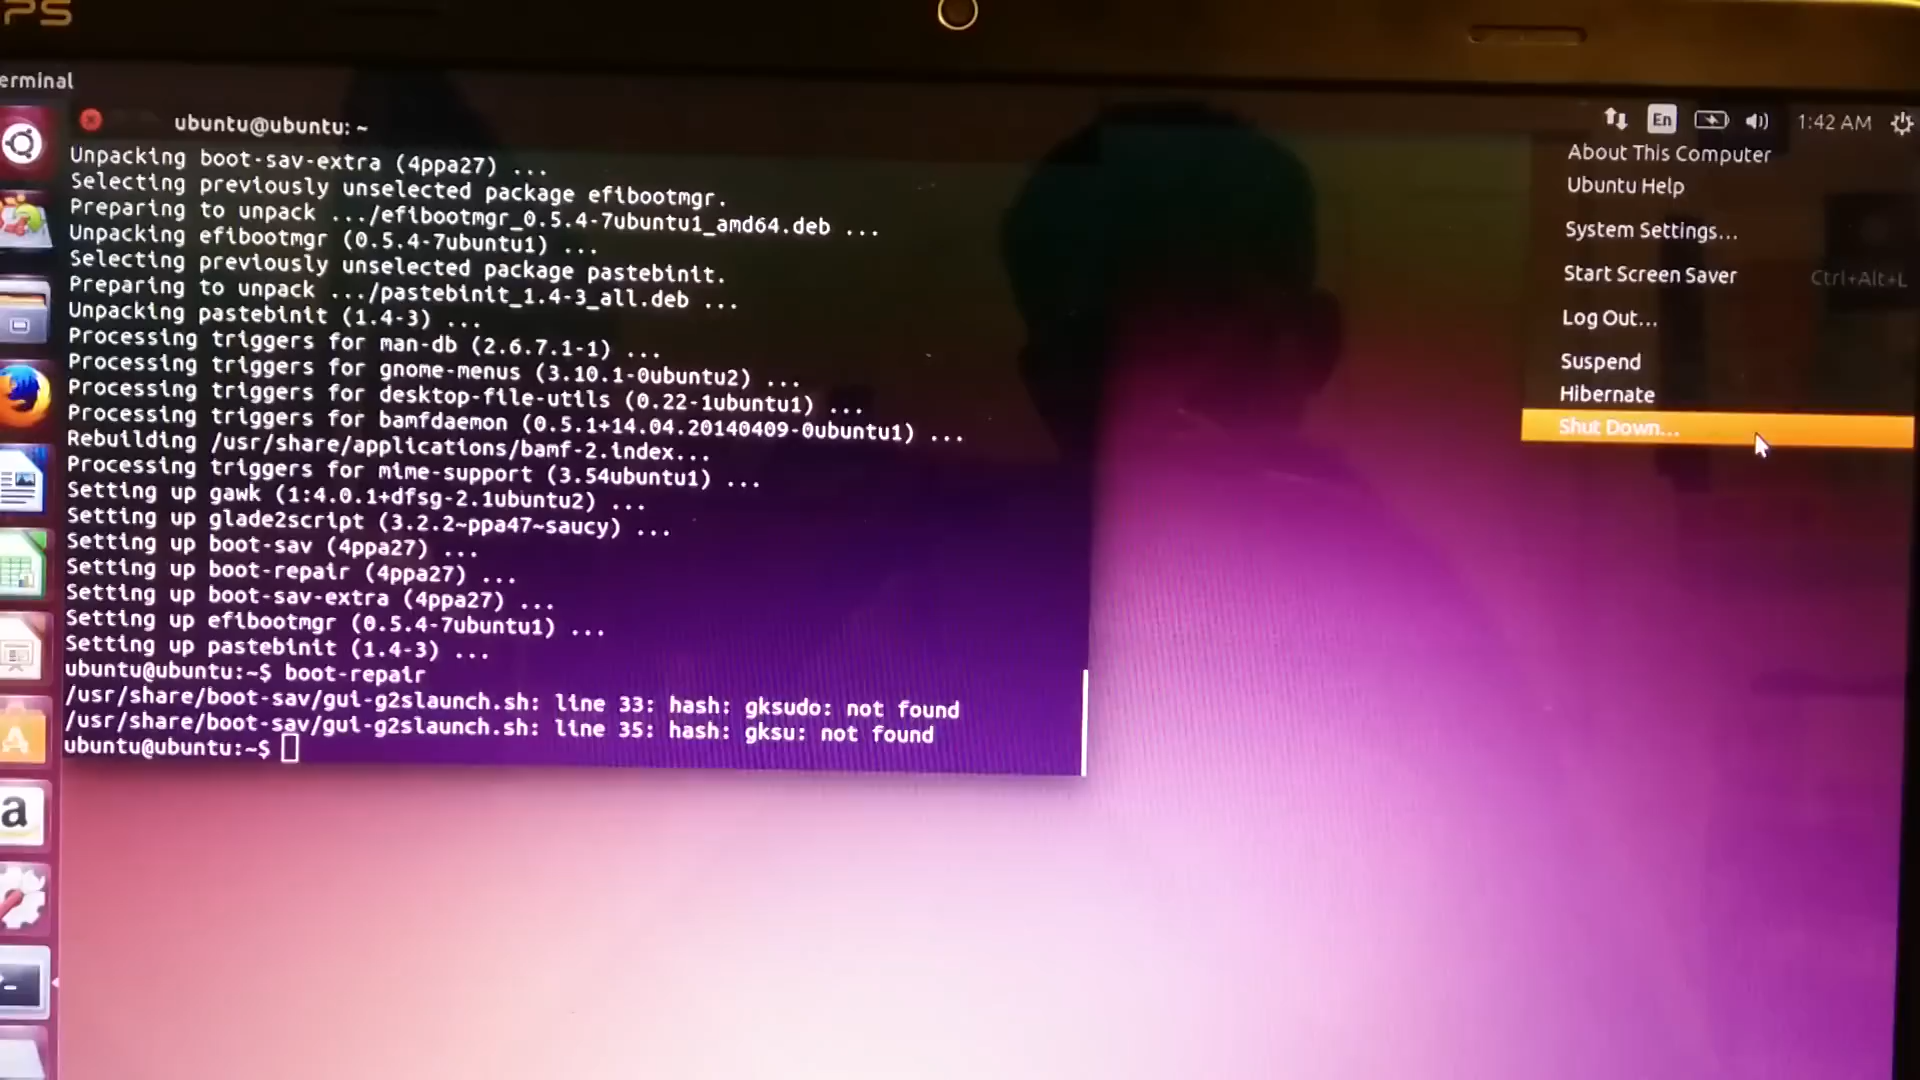 PS
erminal
ubuntu@ubuntu: ~
Unpacking boot-sav-extra (4ppa27) ...
Selecting previously unselected package efibootmgr.
Preparing to unpack .../efibootmgr_0.5.4-7ubuntu1_amd64.deb ...
Unpacking efibootmgr (0.5.4-7ubuntu1) ...
Selecting previously unselected package pastebinit.
Preparing to unpack .../pastebinit_1.4-3_all.deb ...
Unpacking pastebinit (1.4-3) ...
Processing triggers for man-db (2.6.7.1-1) ...
Processing triggers for gnome-menus (3.10.1-0ubuntu2) ...
Processing triggers for desktop-file-utils (0.22-1ubuntu1) ...
Processing triggers for bamfdaemon (0.5.1+14.04.20140409-0ubuntu1) ...
Rebuilding /usr/share/applications/bamf-2.index...
Processing triggers for mime-support (3.54ubuntu1) ...
Setting up gawk (1:4.0.1+dfsg-2.1ubuntu2) ...
Setting up glade2script (3.2.2~ppa47~saucy) ...
Setting up boot-sav (4ppa27) ...
Setting up boot-repair (4ppa27) ...
Setting up boot-sav-extra (4ppa27) ...
Setting up efibootmgr (0.5.4-7ubuntu1) ...
Setting up pastebinit (1.4-3) ...
ubuntu@ubuntu:~$ boot-repair
/usr/share/boot-sav/gui-g2slaunch.sh: line 33: hash: gksudo: not found
/usr/share/boot-sav/gui-g2slaunch.sh: line 35: hash: gksu: not found
ubuntu@ubuntu:~$
En
1:42 AM
About This Computer
Ubuntu Help
System Settings...
Start Screen Saver Ctrl+Alt+L
Log Out...
Suspend
Hibernate
Shut Down...
A
a